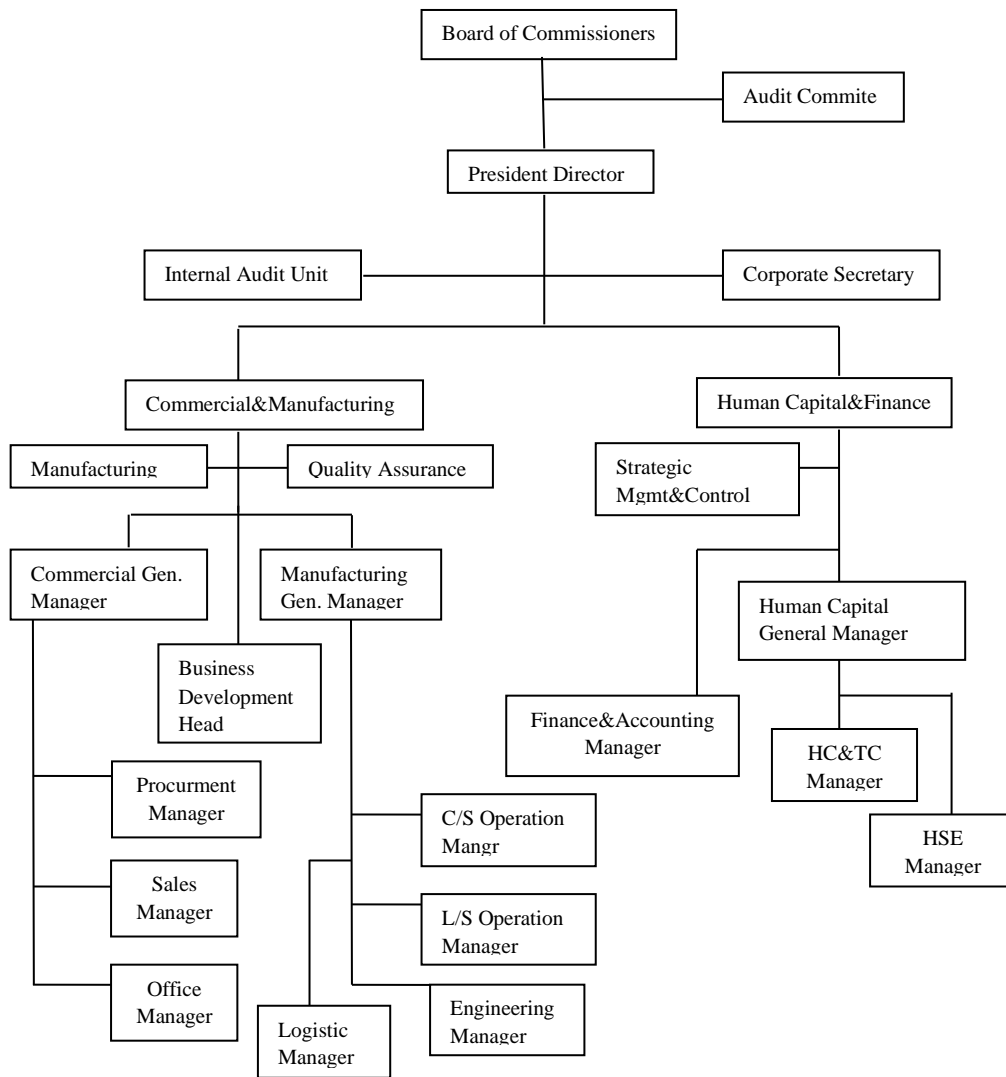 Board of Commissioners
Audit Commite
President Director
Internal Audit Unit
Corporate Secretary
Commercial&Manufacturing
Human Capital&Finance
Manufacturing
Quality Assurance
Strategic
Mgmt&Control
Commercial Gen.
Manager
Manufacturing
Gen. Manager
Human Capital
General Manager
Business
Development
Head
Finance&Accounting
Manager
HC&TC
Manager
Procurment
Manager
C/S Operation
Mangr
HSE
Manager
Sales
Manager
L/S Operation
Manager
Office
Manager
Logistic
Manager
Engineering
Manager